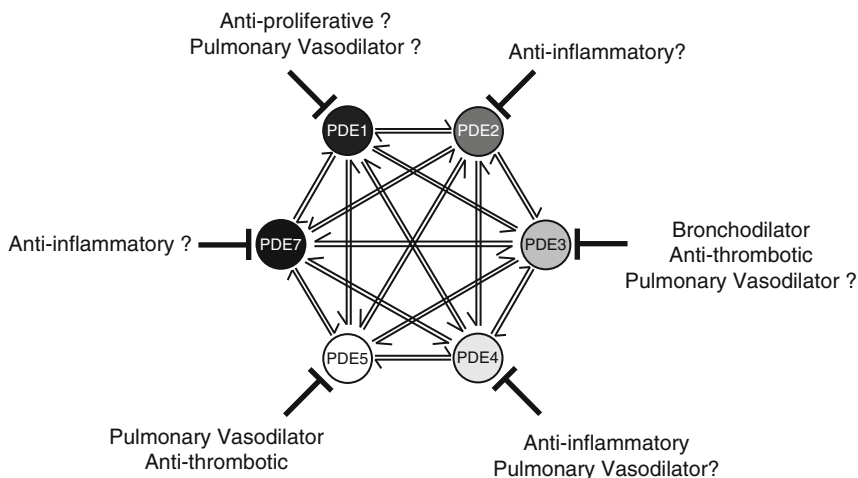 Anti-proliferative ?
Pulmonary Vasodilator ?
Anti-inflammatory?
PDE1
PDE2
Anti-inflammatory ?
PDE7
PDE3
Bronchodilator
Anti-thrombotic
Pulmonary Vasodilator ?
PDE5
PDE4
Pulmonary Vasodilator
Anti-thrombotic
Anti-inflammatory
Pulmonary Vasodilator?